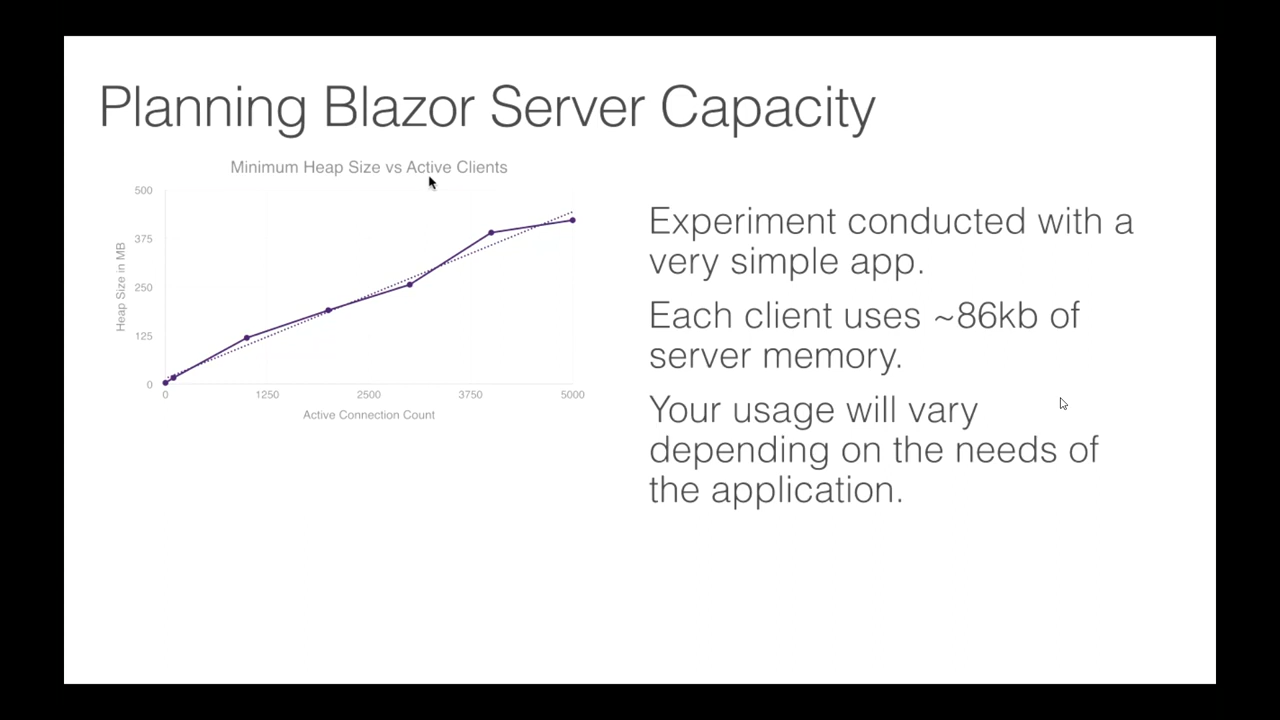 Planning Blazor Server Capacity
Minimum Heap Size vs Active Clients
500
375
250
125
0
Heap Size in MB
0 1250 2500 3750 5000
Active Connection Count
Experiment conducted with a
very simple app.
Each client uses ~86kb of
server memory.
Your usage will vary
depending on the needs of
the application.